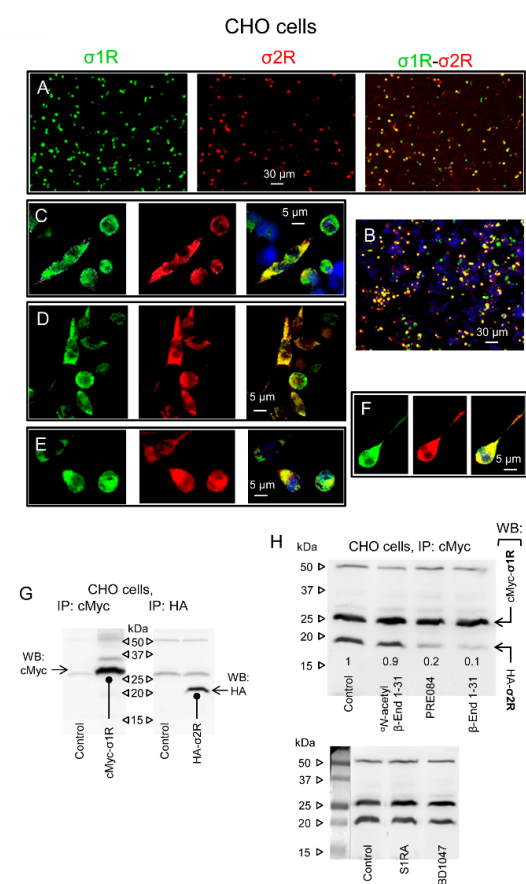 CHO cells
σ1R σ2R σ1R-σ2R
A
30 µm
C
5 µm
B
30 µm
D
5 µm
E
5 µm
F
5 µm
G
CHO cells,
IP: cMyc IP: HA
kDa
50
37
25
20
15
WB:
cMyc
WB:
HA
Control
cMyc-σ1R
Control
HA-σ2R
H
CHO cells, IP: cMyc
WB:
kDa
50
37
25
20
15
cMyc-σ1R
HA-σ2R
1 0.9 0.2 0.1
Control
αN-acetyl
β-End 1-31
PRE084
β-End 1-31
50
37
25
20
15
Control
S1RA
BD1047